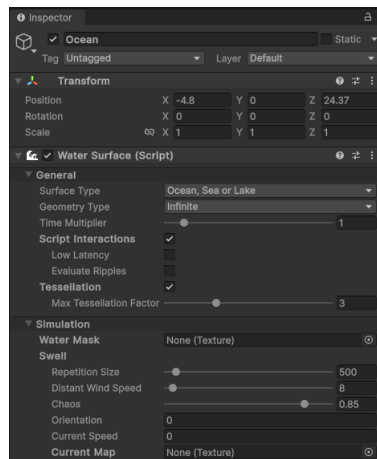 Inspector
Ocean
Static
Tag Untagged Layer Default
Transform
Position X -4.8 Y 0 Z 24.37
Rotation X 0 Y 0 Z 0
Scale X 1 Y 1 Z 1
Water Surface (Script)
General
Surface Type Ocean, Sea or Lake
Geometry Type Infinite
Time Multiplier 1
Script Interactions
Low Latency
Evaluate Ripples
Tessellation
Max Tessellation Factor 3
Simulation
Water Mask None (Texture)
Swell
Repetition Size 500
Distant Wind Speed 8
Chaos 0.85
Orientation 0
Current Speed 0
Current Map None (Texture)